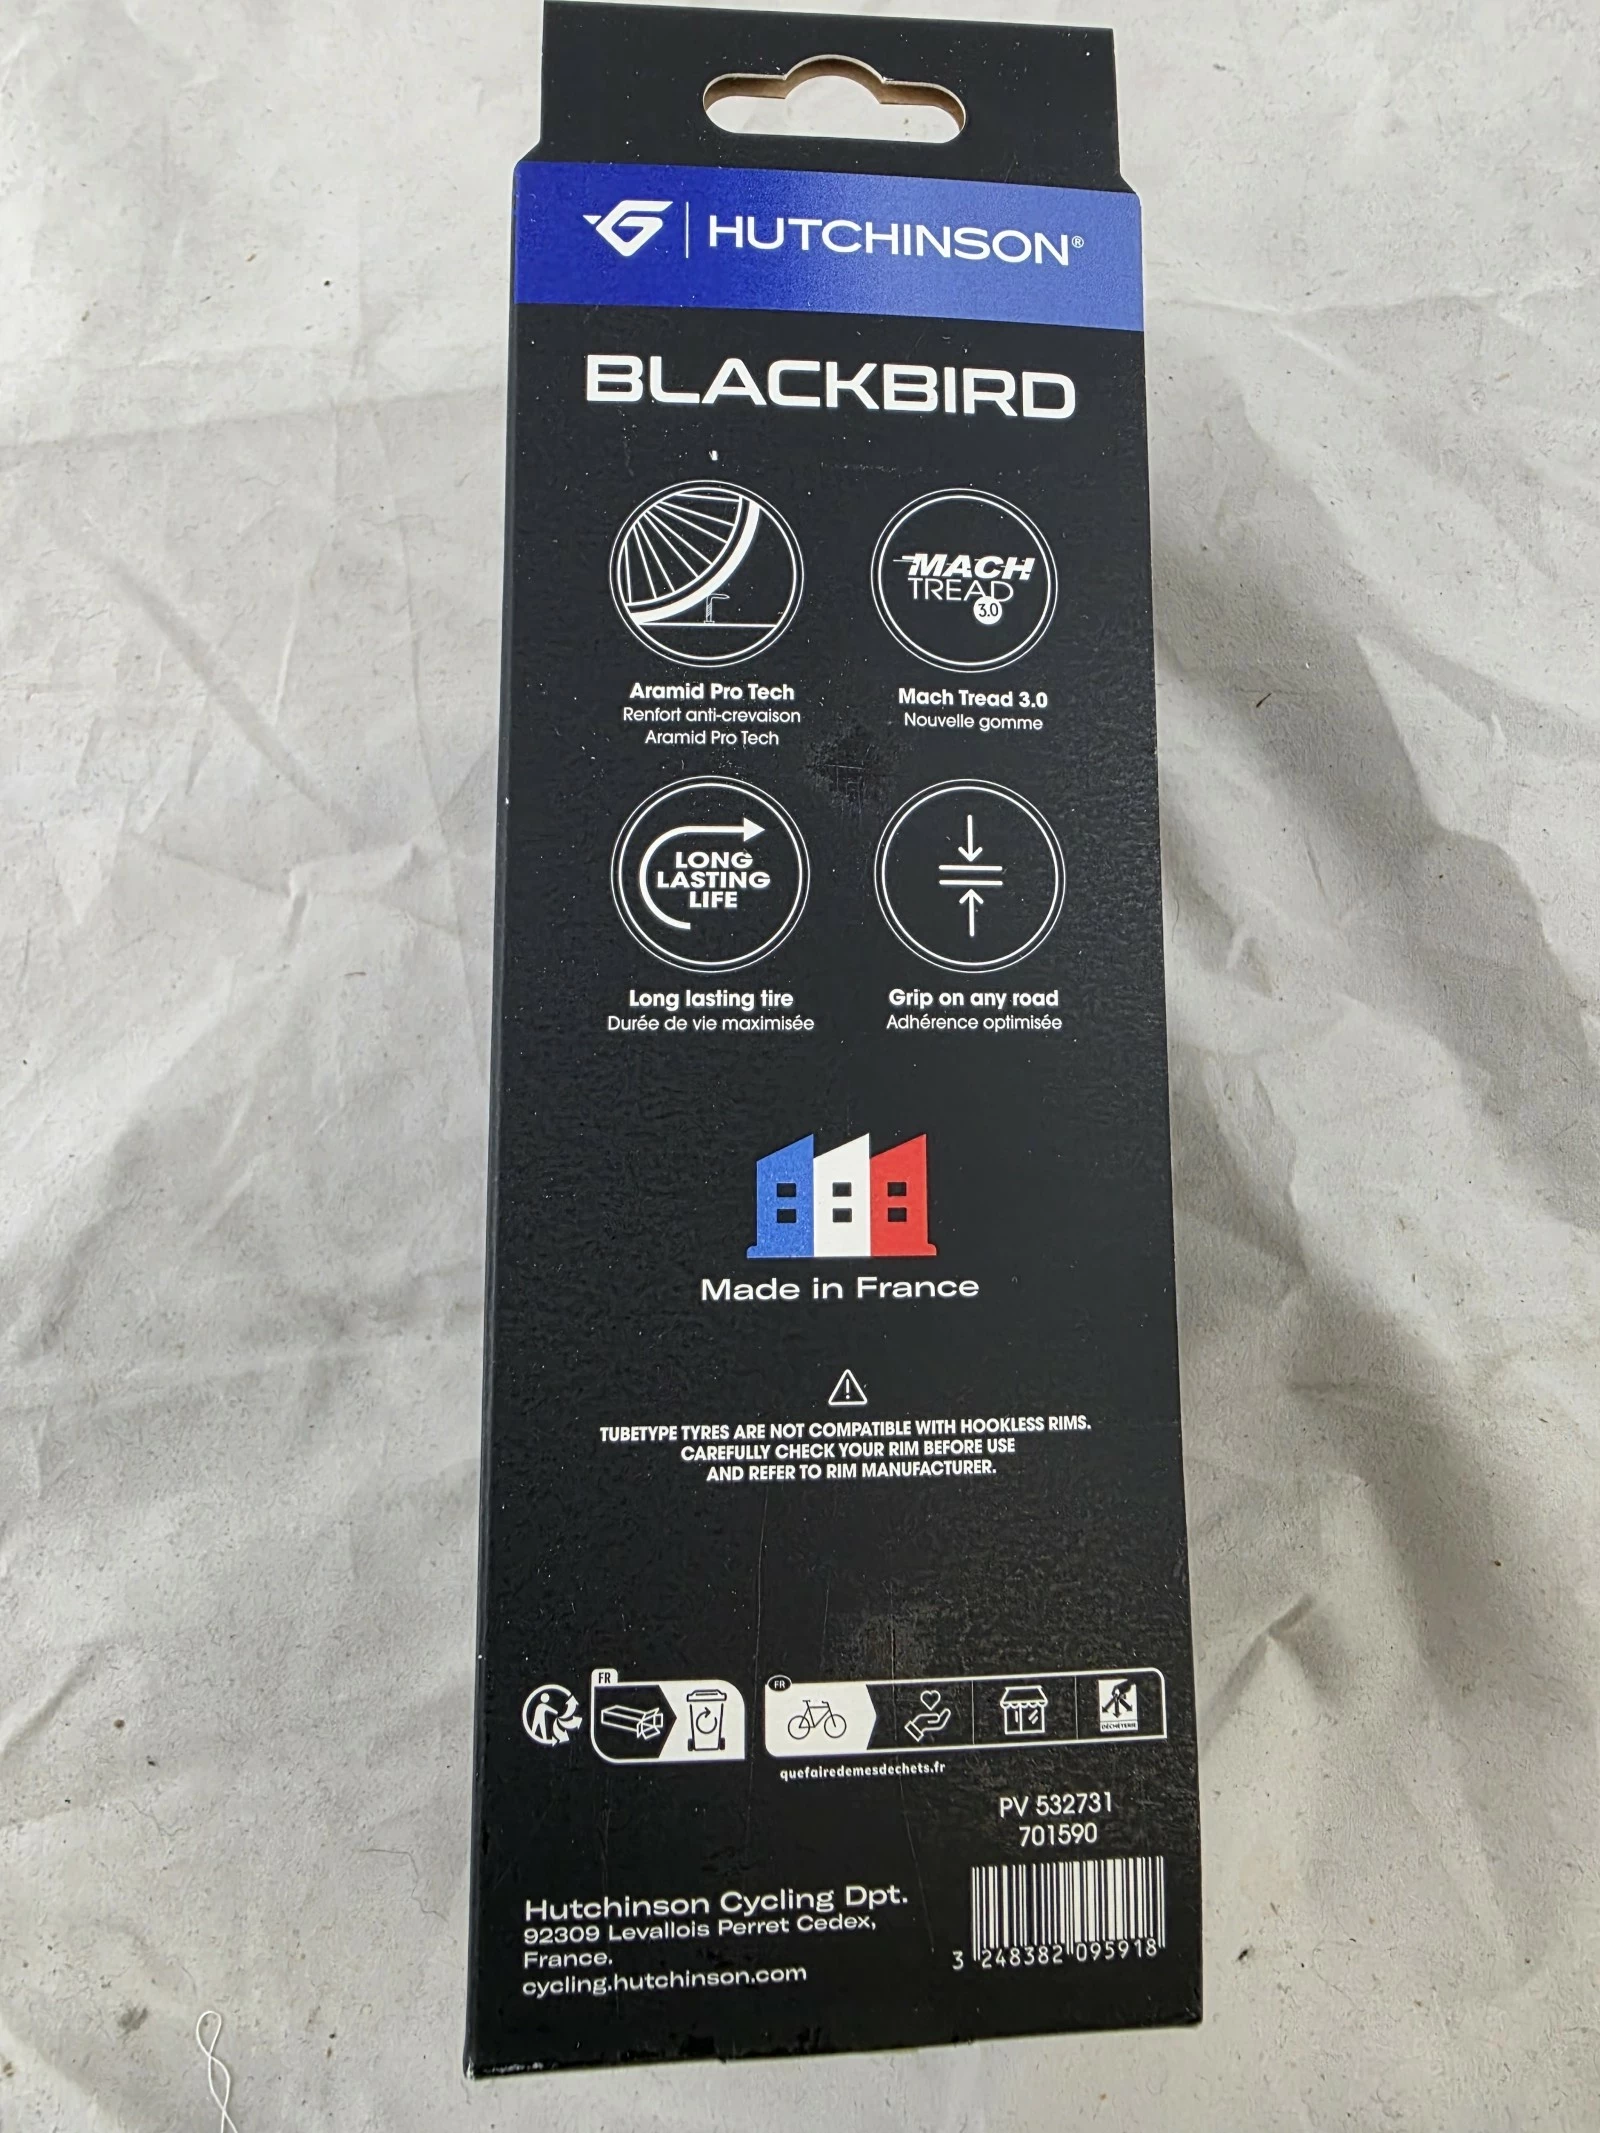 HUTCHINSON®
BLACKBIRD
MACH
TREAD
3.0
Aramid Pro Tech
Renfort anti-crevaison
Aramid Pro Tech
Mach Tread 3.0
Nouvelle gomme
LONG
LASTING
LIFE
Long lasting tire
Durée de vie maximisée
Grip on any road
Adhérence optimisée
Made in France
TUBETYPE TYRES ARE NOT COMPATIBLE WITH HOOKLESS RIMS.
CAREFULLY CHECK YOUR RIM BEFORE USE
AND REFER TO RIM MANUFACTURER.
FR
FR
DÉCHÈTERIE
quefairedemesdechets.fr
PV 532731
701590
Hutchinson Cycling Dpt.
92309 Levallois Perret Cedex,
France.
cycling.hutchinson.com
3 248382 095918